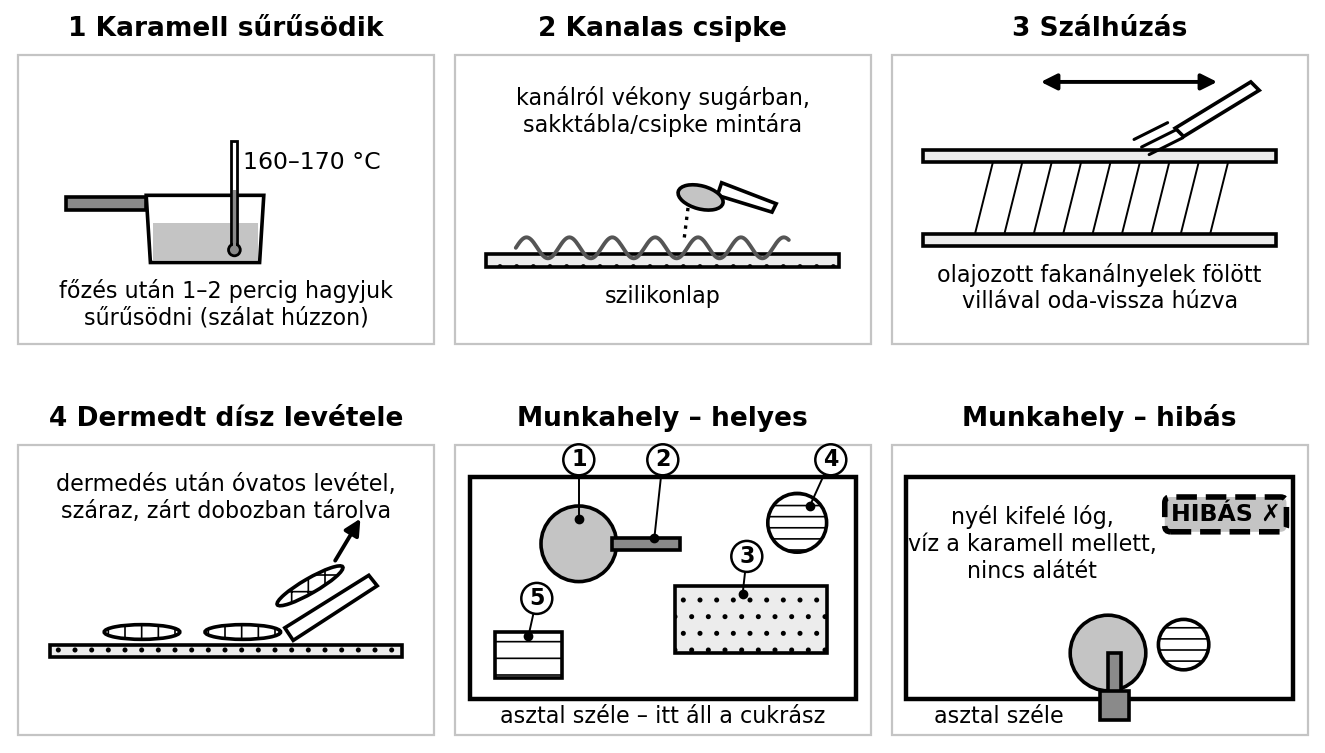 1 Karamell sűrűsödik
160–170 °C
főzés után 1–2 percig hagyjuk
sűrűsödni (szálat húzzon)
2 Kanalas csipke
kanálról vékony sugárban,
sakktábla/csipke mintára
szilikonlap
3 Szálhúzás
olajozott fakanálnyelek fölött
villával oda-vissza húzva
4 Dermedt dísz levétele
dermedés után óvatos levétel,
száraz, zárt dobozban tárolva
Munkahely – helyes
1
2
4
3
5
asztal széle – itt áll a cukrász
Munkahely – hibás
HIBÁS ✗
nyél kifelé lóg,
víz a karamell mellett,
nincs alátét
asztal széle